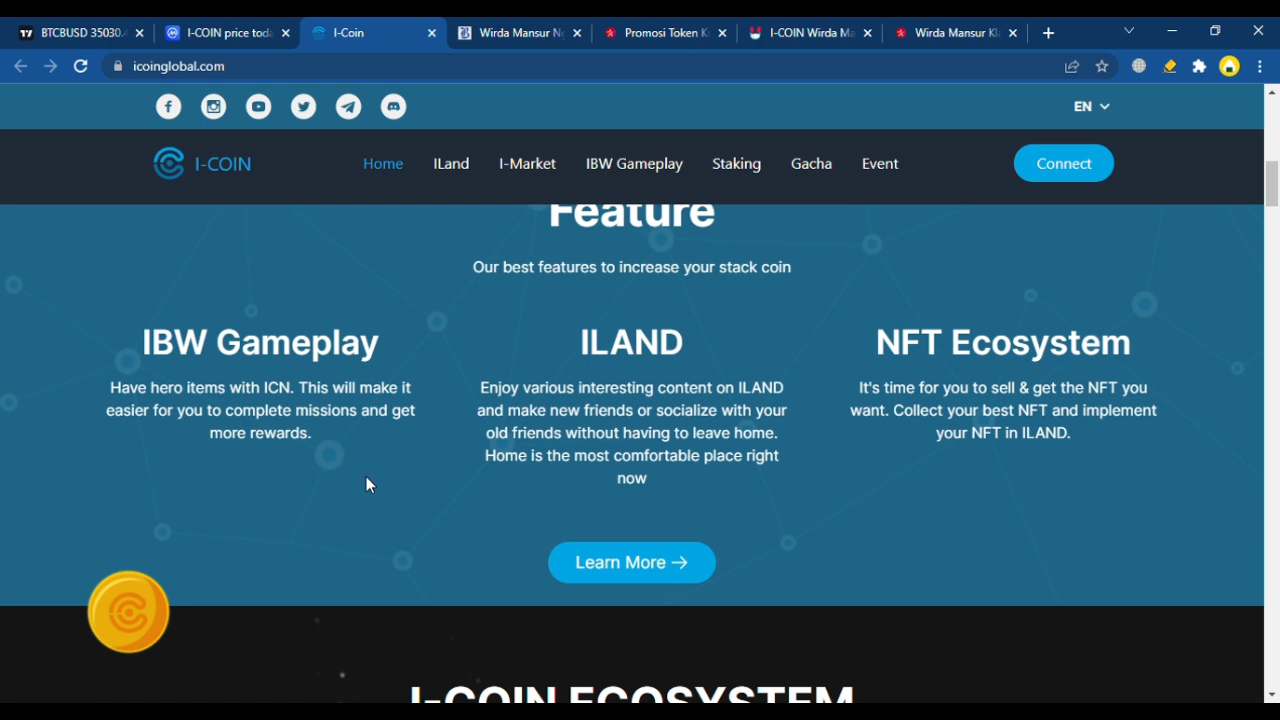 BTCBUSD 35030.
I-COIN price toda
I-Coin
Wirda Mansur N
Promosi Token K
I-COIN Wirda Ma
Wirda Mansur Kl
icoinglobal.com
EN
I-COIN
Home
ILand
I-Market
IBW Gameplay
Staking
Gacha
Event
Connect
Feature
Our best features to increase your stack coin
IBW Gameplay
Have hero items with ICN. This will make it
easier for you to complete missions and get
more rewards.
ILAND
Enjoy various interesting content on ILAND
and make new friends or socialize with your
old friends without having to leave home.
Home is the most comfortable place right
now
NFT Ecosystem
It's time for you to sell & get the NFT you
want. Collect your best NFT and implement
your NFT in ILAND.
Learn More →
I-COIN ECOSYSTEM